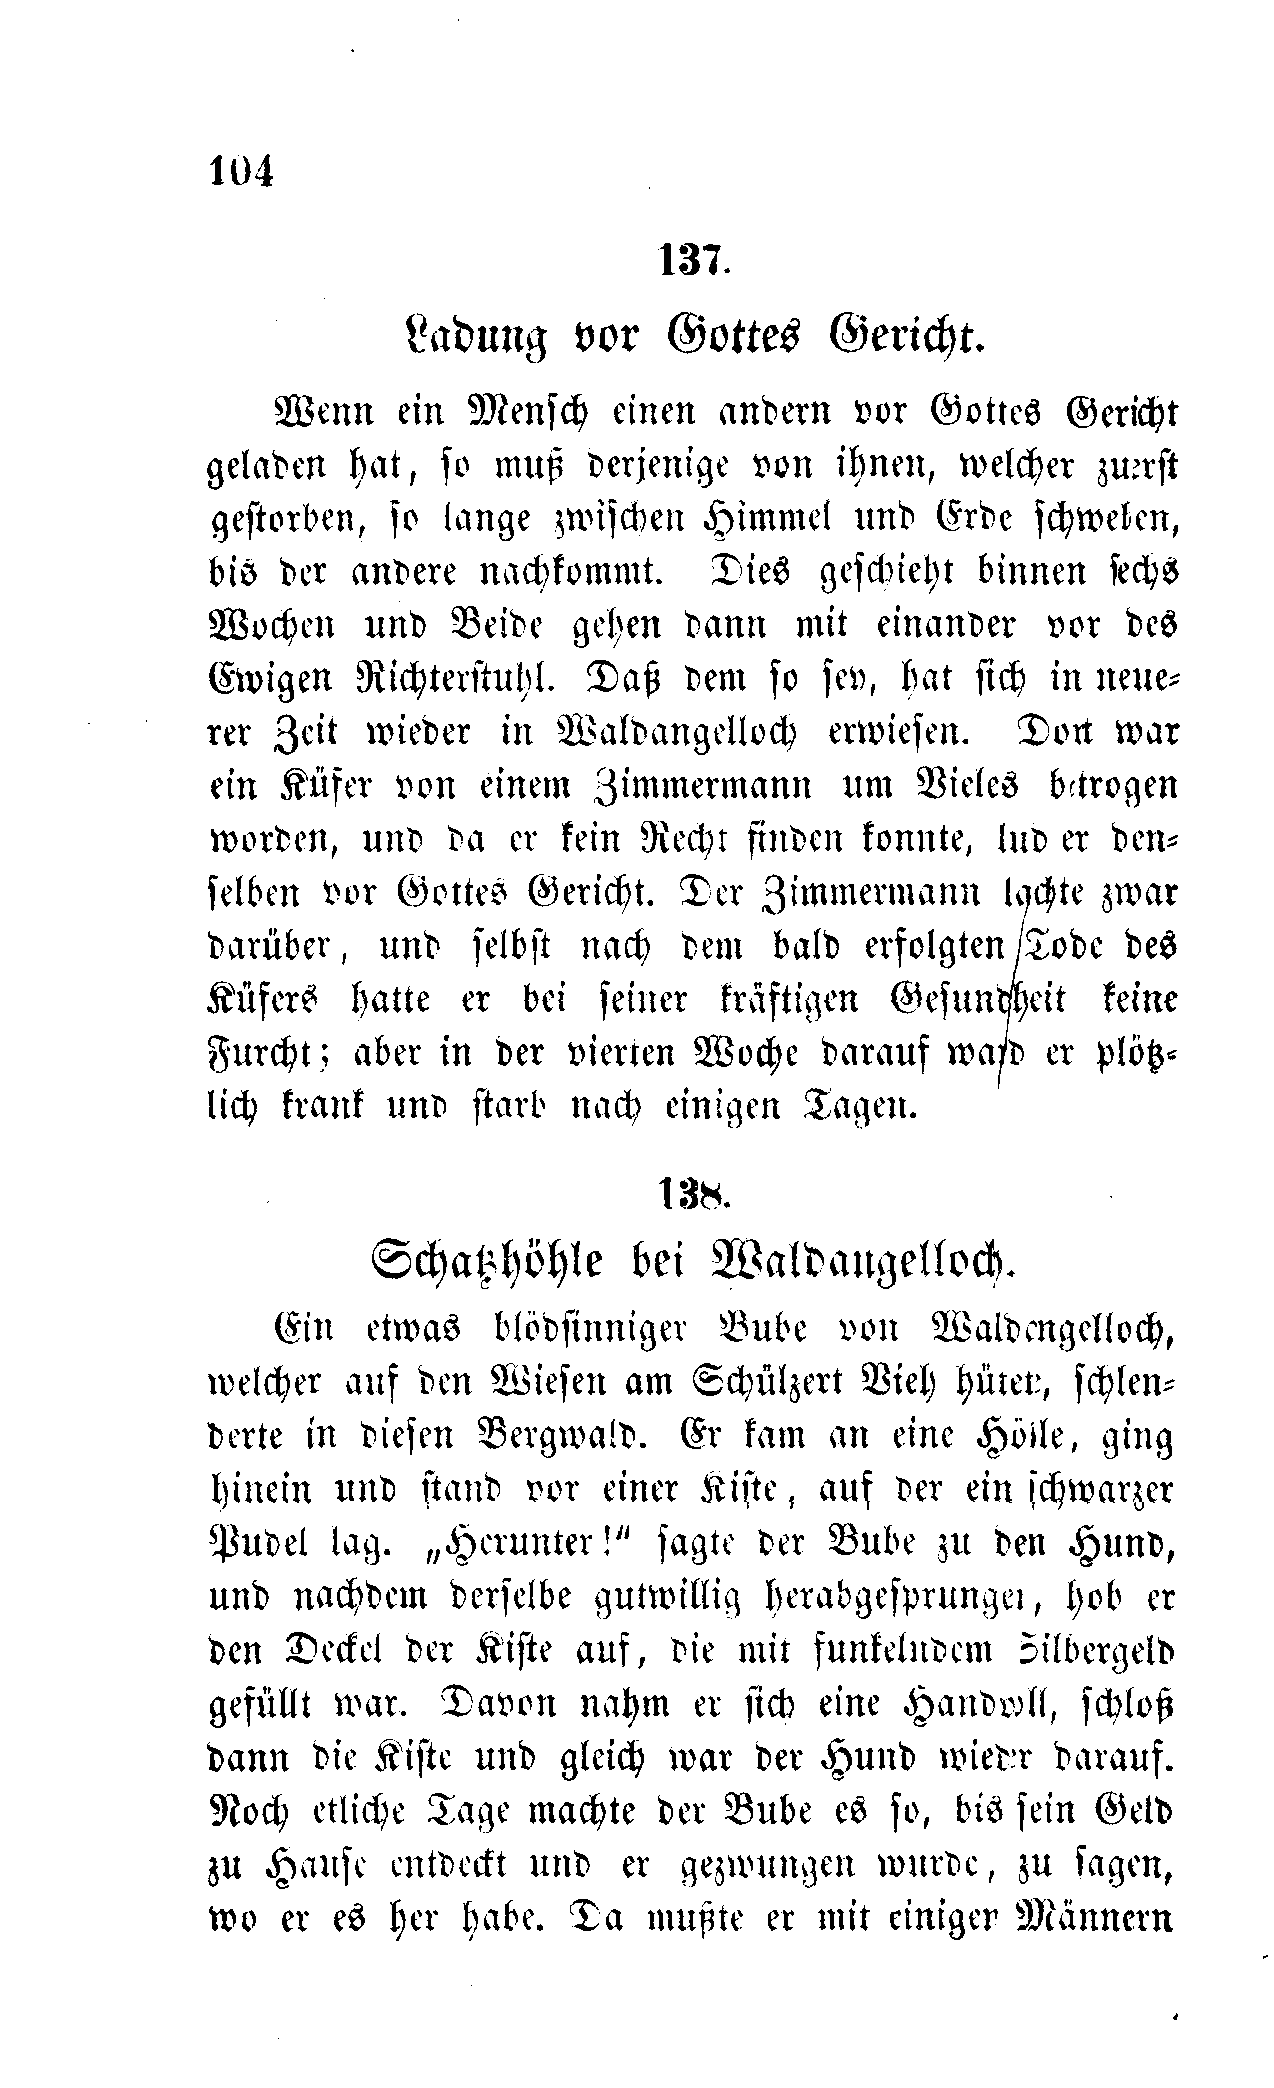 104
137.
Ladung vor Gottes Gericht.
Wenn ein Mensch einen andern vor Gottes Gericht
geladen hat, so muß derjenige von ihnen, welcher zuerst
gestorben, so lange zwischen Himmel und Erde schweben,
bis der andere nachkommt. Dies geschieht binnen sechs
Wochen und Beide gehen dann mit einander vor des
Ewigen Richterstuhl. Daß dem so sey, hat sich in neue-
rer Zeit wieder in Waldangelloch erwiesen. Dort war
ein Küfer von einem Zimmermann um Vieles betrogen
worden, und da er kein Recht finden konnte, lud er den-
selben vor Gottes Gericht. Der Zimmermann lachte zwar
darüber, und selbst nach dem bald erfolgten Tode des
Küfers hatte er bei seiner kräftigen Gesundheit keine
Furcht; aber in der vierten Woche darauf ward er plötz-
lich krank und starb nach einigen Tagen.
138.
Schatzhöhle bei Waldangelloch.
Ein etwas blödsinniger Bube von Waldangelloch,
welcher auf den Wiesen am Schülzert Vieh hütete, schlen-
derte in diesen Bergwald. Er kam an eine Höhle, ging
hinein und stand vor einer Kiste, auf der ein schwarzer
Pudel lag. „Herunter!" sagte der Bube zu den Hund,
und nachdem derselbe gutwillig herabgesprungen, hob er
den Deckel der Kiste auf, die mit funkelndem Silbergeld
gefüllt war. Davon nahm er sich eine Handvoll, schloß
dann die Kiste und gleich war der Hund wieder darauf.
Noch etliche Tage machte der Bube es so, bis sein Geld
zu Hause entdeckt und er gezwungen wurde, zu sagen,
wo er es her habe. Da mußte er mit einigen Männern